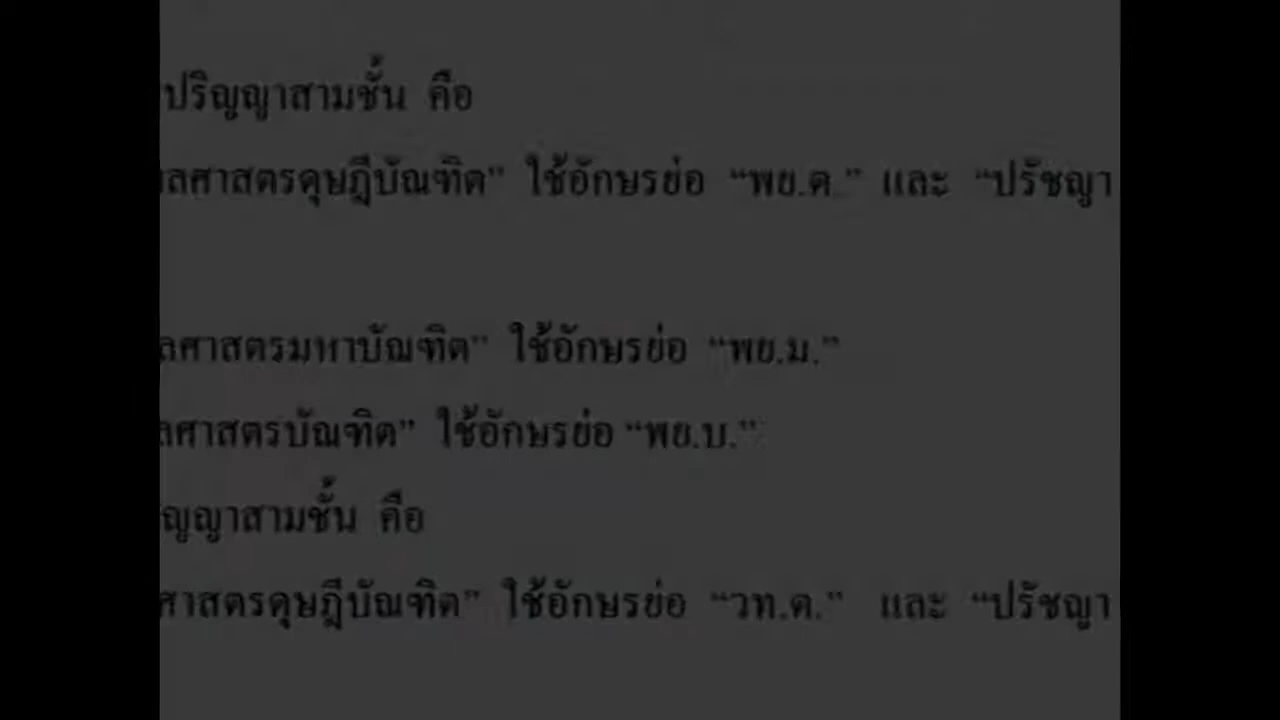 ปริญญาสามชั้น คือ
ลศาสตรดุษฎีบัณฑิต” ใช้อักษรย่อ “พย.ด.” และ “ปรัชญา
ลศาสตรมหาบัณฑิต” ใช้อักษรย่อ “พย.ม.”
ลศาสตรบัณฑิต” ใช้อักษรย่อ “พย.บ.”
ญญาสามชั้น คือ
ศาสตรดุษฎีบัณฑิต” ใช้อักษรย่อ “วท.ด.” และ “ปรัชญา